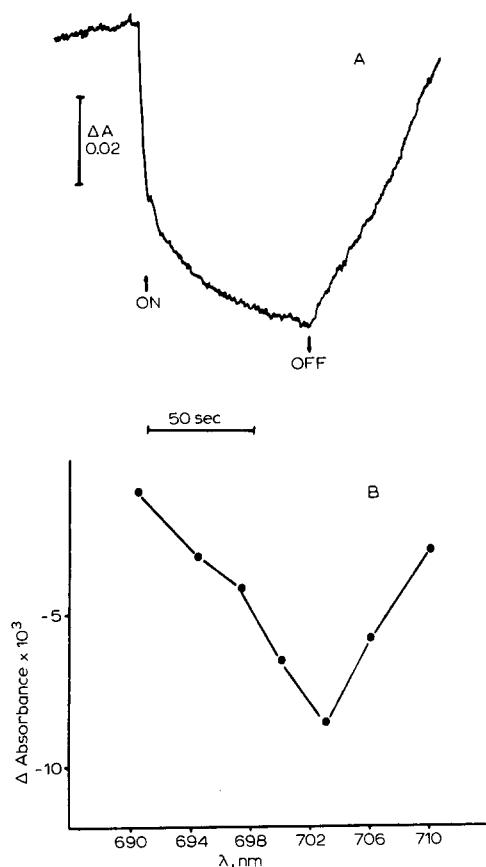 A
ΔA
0.02
ON
OFF
50 sec
B
-5
-10
Δ Absorbance x 10³
690 694 698 702 706 710
λ, nm